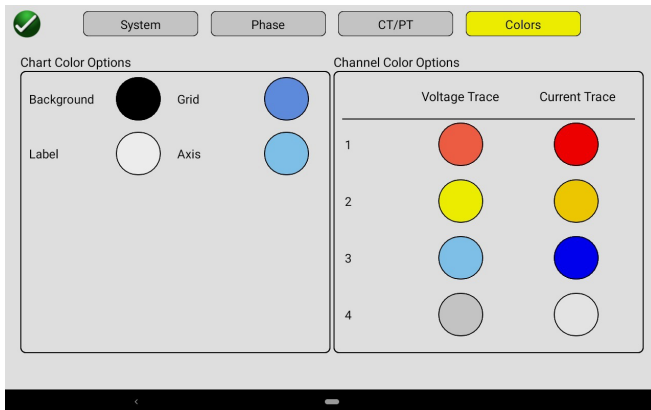 System Phase CT/PT Colors
Chart Color Options Channel Color Options
Background Grid Voltage Trace Current Trace
Label Axis
1
2
3
4